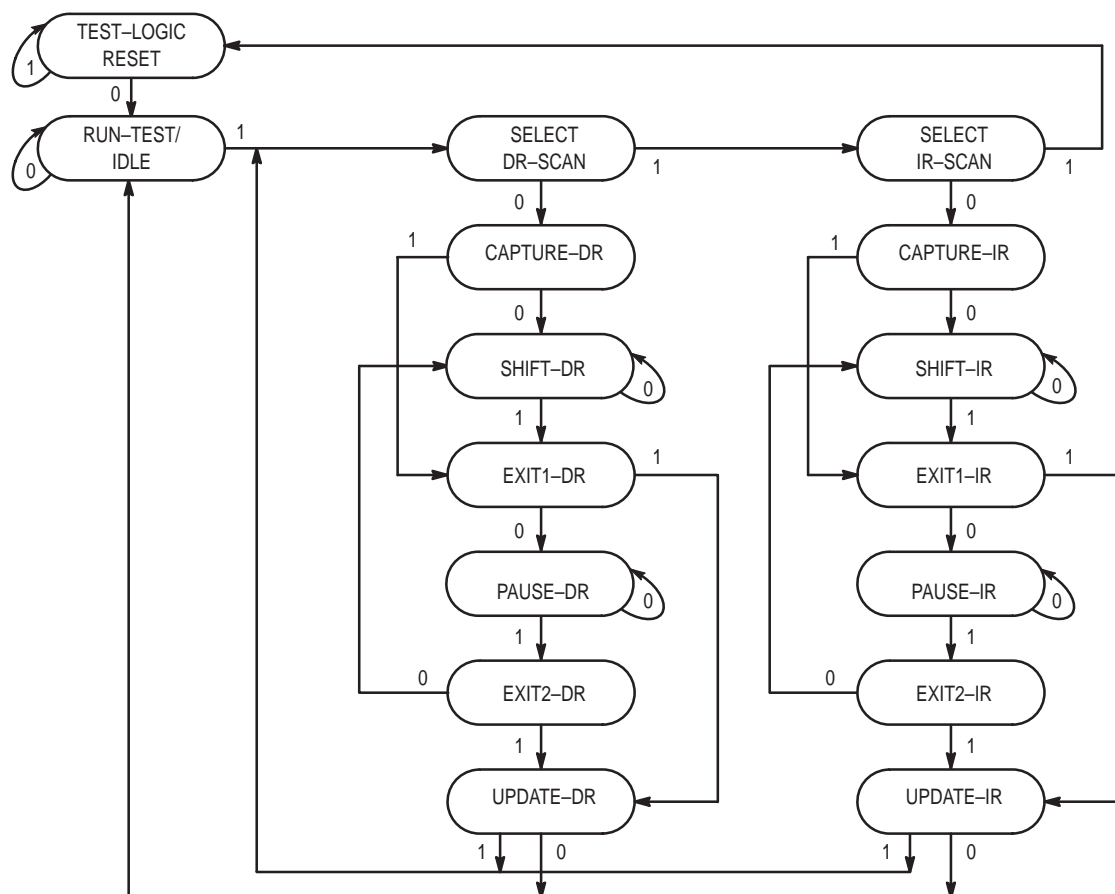 TEST–LOGIC
RESET
1
0
RUN–TEST/
IDLE
0
1
SELECT
DR–SCAN
1
SELECT
IR–SCAN
1
0
0
1
CAPTURE–DR
1
CAPTURE–IR
0
0
SHIFT–DR
0
SHIFT–IR
0
1
1
EXIT1–DR
1
EXIT1–IR
1
0
0
PAUSE–DR
0
PAUSE–IR
0
1
1
0
EXIT2–DR
0
EXIT2–IR
1
1
UPDATE–DR
UPDATE–IR
1
0
1
0